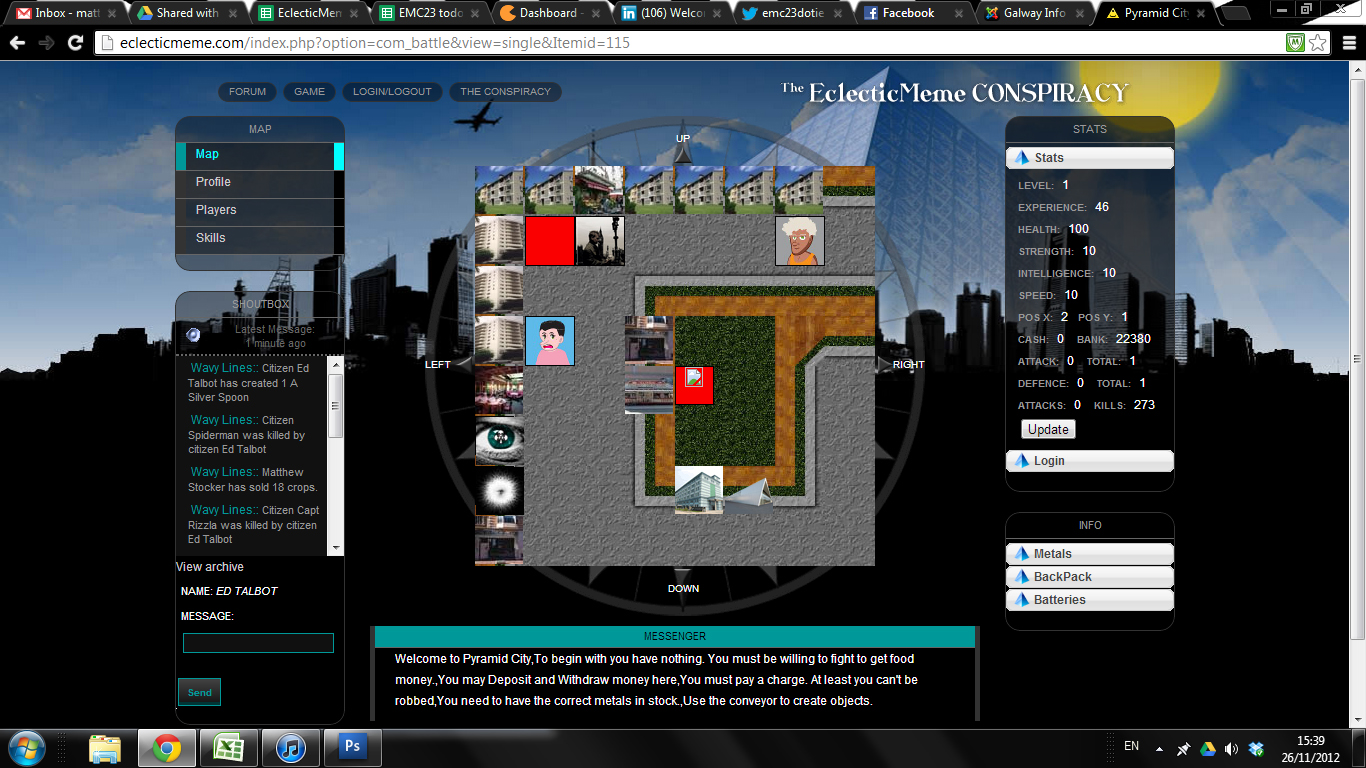 Inbox - mat
Shared with
EclecticMem
EMC23 todo
Dashboard -
(106) Welco
emc23dotie
Facebook
Galway Info
Pyramid City
eclecticmeme.com/index.php?option=com_battle&view=single&Itemid=115
FORUM
GAME
LOGIN/LOGOUT
THE CONSPIRACY
The EclecticMeme CONSPIRACY
MAP
Map
Profile
Players
Skills
SHOUTBOX
Latest Message:
1 minute ago
Wavy Lines:: Citizen Ed
Talbot has created 1 A
Silver Spoon
Wavy Lines:: Citizen
Spiderman was killed by
citizen Ed Talbot
Wavy Lines:: Matthew
Stocker has sold 18 crops.
Wavy Lines:: Citizen Capt
Rizzla was killed by citizen
Ed Talbot
View archive
NAME: ED TALBOT
MESSAGE:
Send
UP
LEFT
RIGHT
DOWN
MESSENGER
Welcome to Pyramid City,To begin with you have nothing. You must be willing to fight to get food
money.,You may Deposit and Withdraw money here,You must pay a charge. At least you can't be
robbed,You need to have the correct metals in stock.,Use the conveyor to create objects.
STATS
Stats
LEVEL: 1
EXPERIENCE: 46
HEALTH: 100
STRENGTH: 10
INTELLIGENCE: 10
SPEED: 10
POS X: 2 POS Y: 1
CASH: 0 BANK: 22380
ATTACK: 0 TOTAL: 1
DEFENCE: 0 TOTAL: 1
ATTACKS: 0 KILLS: 273
Update
Login
INFO
Metals
BackPack
Batteries
Ps
EN
15:39
26/11/2012